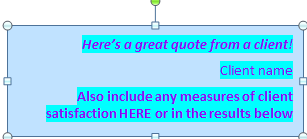 Here's a great quote from a client!
Client name
Also include any measures of client
satisfaction HERE or in the results below